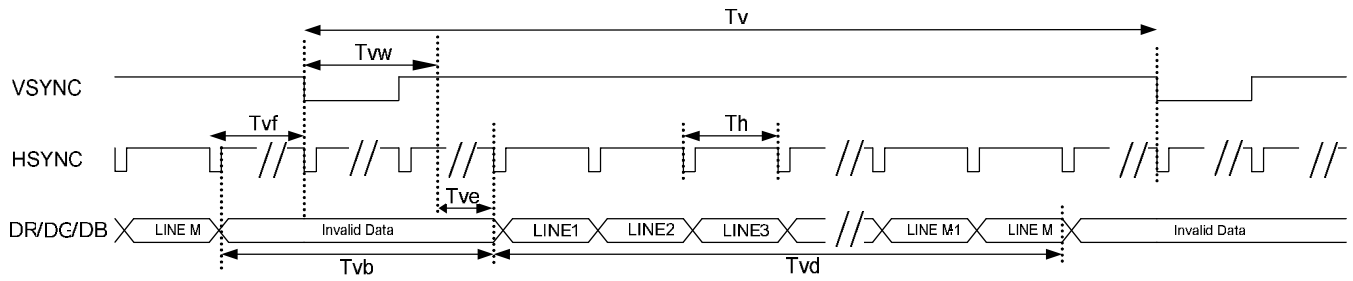 Tv
Tvw
VSYNC
Tvf
Th
HSYNC
Tve
DR/DG/DB
LINE M
Invalid Data
LINE1
LINE2
LINE3
LINE M-1
LINE M
Invalid Data
Tvb
Tvd